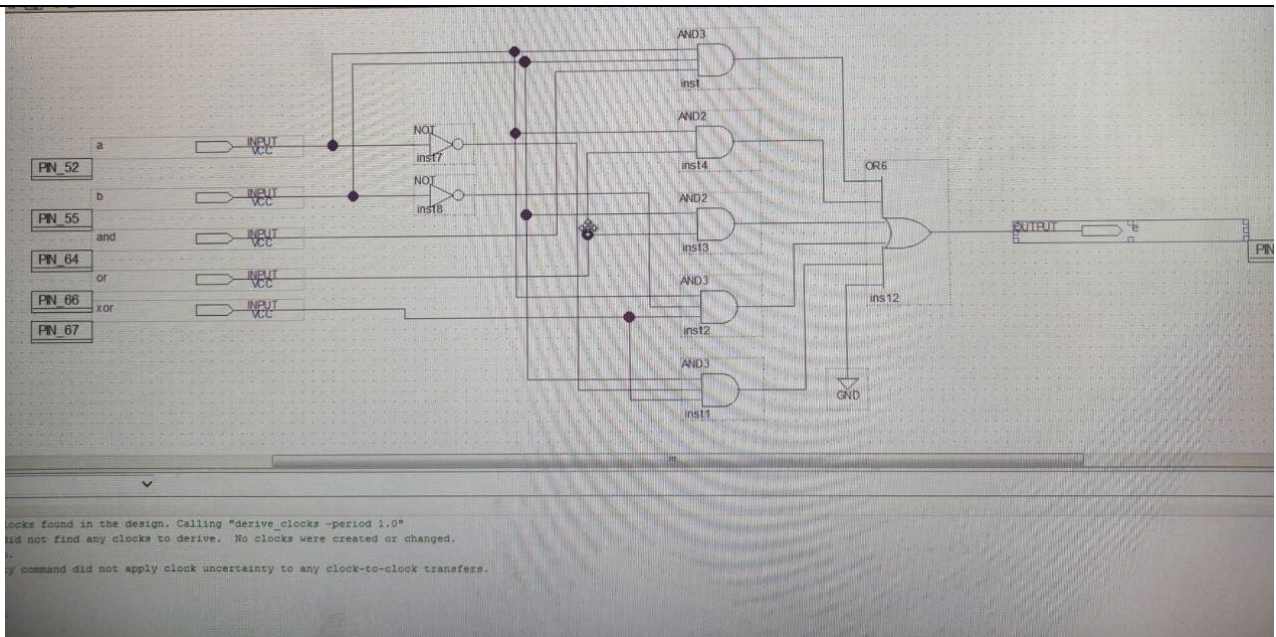 AND3
inst
AND2
inst4
AND2
inst3
AND3
inst2
AND3
inst1
NOT
inst7
NOT
inst8
a
INPUT
VCC
PIN_52
b
INPUT
VCC
PIN_55
and
INPUT
VCC
PIN_64
or
INPUT
VCC
PIN_66
xor
INPUT
VCC
PIN_67
OR6
inst12
GND
OUTPUT
e
PIN
locks found in the design. Calling "derive_clocks -period 1.0"
did not find any clocks to derive. No clocks were created or changed.
y command did not apply clock uncertainty to any clock-to-clock transfers.